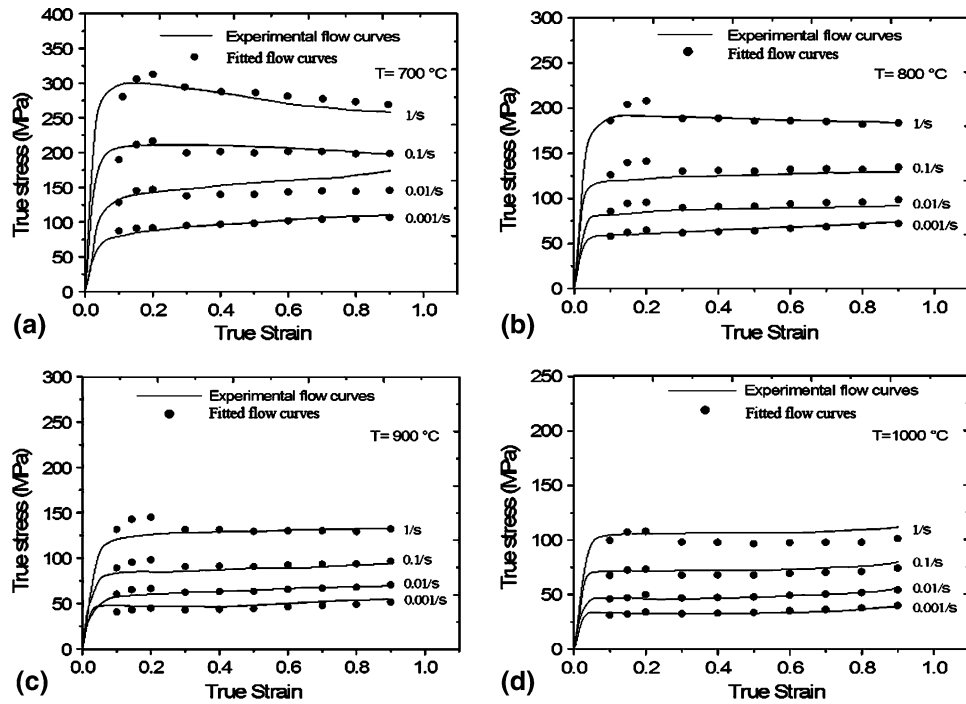 400
350
300
250
200
150
100
50
0
True stress (MPa)
Experimental flow curves
Fitted flow curves
T= 700 °C
1/s
0.1/s
0.01/s
0.001/s
0.0 0.2 0.4 0.6 0.8 1.0
True Strain
(a)
300
250
200
150
100
50
0
True stress (MPa)
Experimental flow curves
Fitted flow curves
T= 800 °C
1/s
0.1/s
0.01/s
0.001/s
0.0 0.2 0.4 0.6 0.8 1.0
True Strain
(b)
300
250
200
150
100
50
0
True stress (MPa)
Experimental flow curves
Fitted flow curves
T= 900 °C
1/s
0.1/s
0.01/s
0.001/s
0.0 0.2 0.4 0.6 0.8 1.0
True Strain
(c)
250
200
150
100
50
0
True stress (MPa)
Experimental flow curves
Fitted flow curves
T=1000 °C
1/s
0.1/s
0.01/s
0.001/s
0.0 0.2 0.4 0.6 0.8 1.0
True Strain
(d)